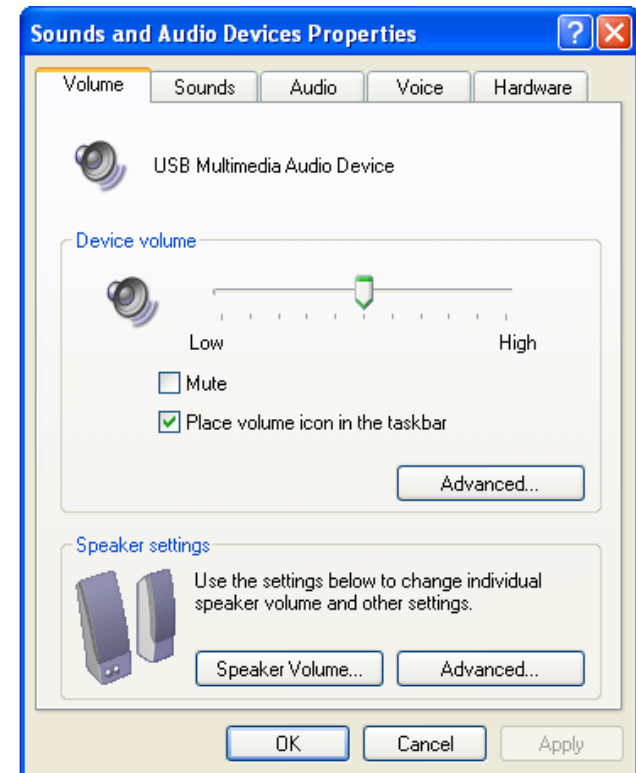 Sounds and Audio Devices Properties
Volume Sounds Audio Voice Hardware
USB Multimedia Audio Device
Device volume
Low High
Mute
Place volume icon in the taskbar
Advanced...
Speaker settings
Use the settings below to change individual
speaker volume and other settings.
Speaker Volume... Advanced...
OK Cancel Apply